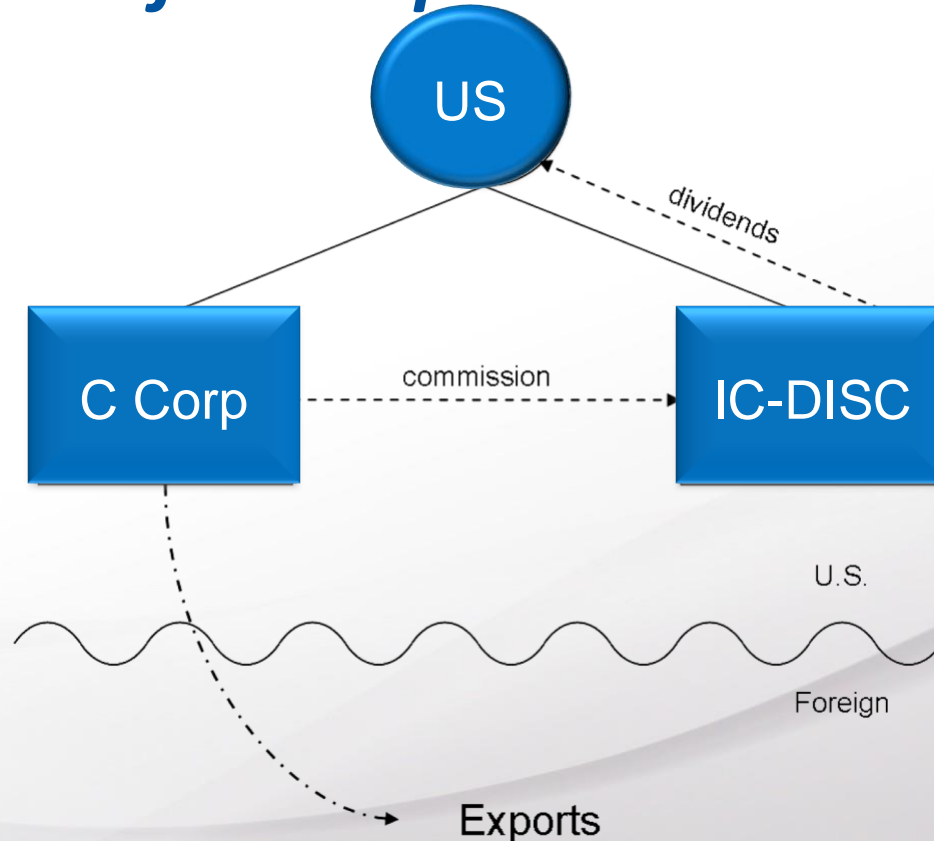 US
dividends
C Corp
commission
IC-DISC
U.S.
Foreign
Exports